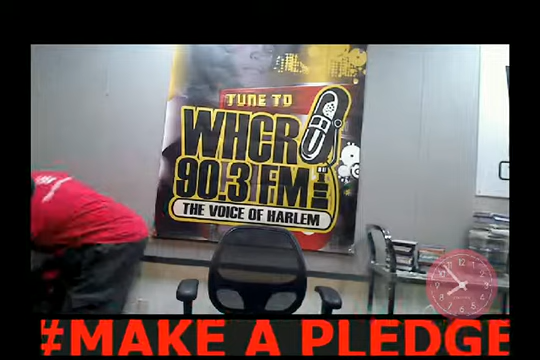 TUNE TO
WHCR
90.3 FM
THE VOICE OF HARLEM
#MAKE A PLEDGE